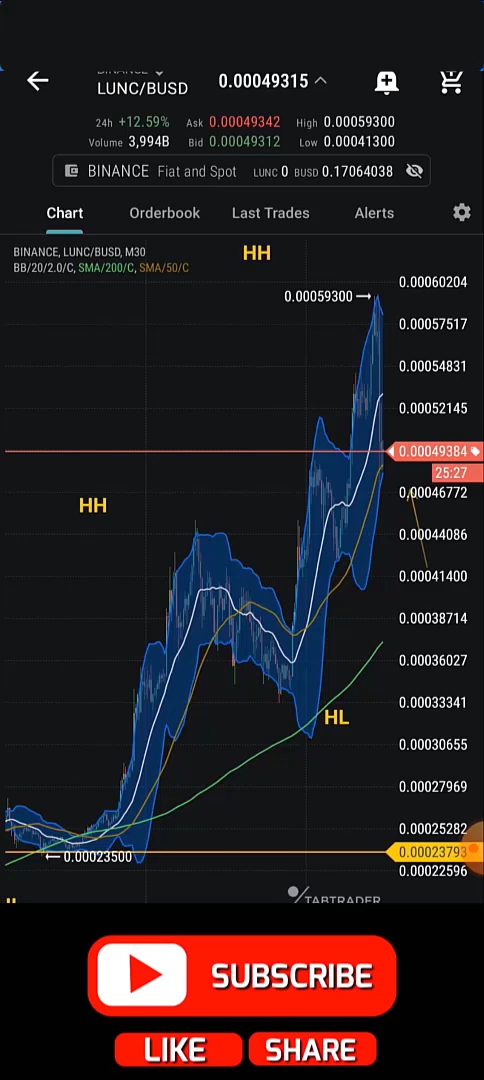 BINANCE
LUNC/BUSD
0.00049315
24h +12.59% Ask 0.00049342 High 0.00059300
Volume 3,994B Bid 0.00049312 Low 0.00041300
BINANCE Fiat and Spot LUNC 0 BUSD 0.17064038
Chart Orderbook Last Trades Alerts
BINANCE, LUNC/BUSD, M30
BB/20/2.0/C, SMA/200/C, SMA/50/C
HH
0.00060204
0.00059300
0.00057517
0.00054831
0.00052145
0.00049384
25:27
0.00046772
HH
0.00044086
0.00041400
0.00038714
0.00036027
0.00033341
HL
0.00030655
0.00027969
0.00025282
0.00023793
0.00023500
0.00022596
TABTRADER
SUBSCRIBE
LIKE SHARE